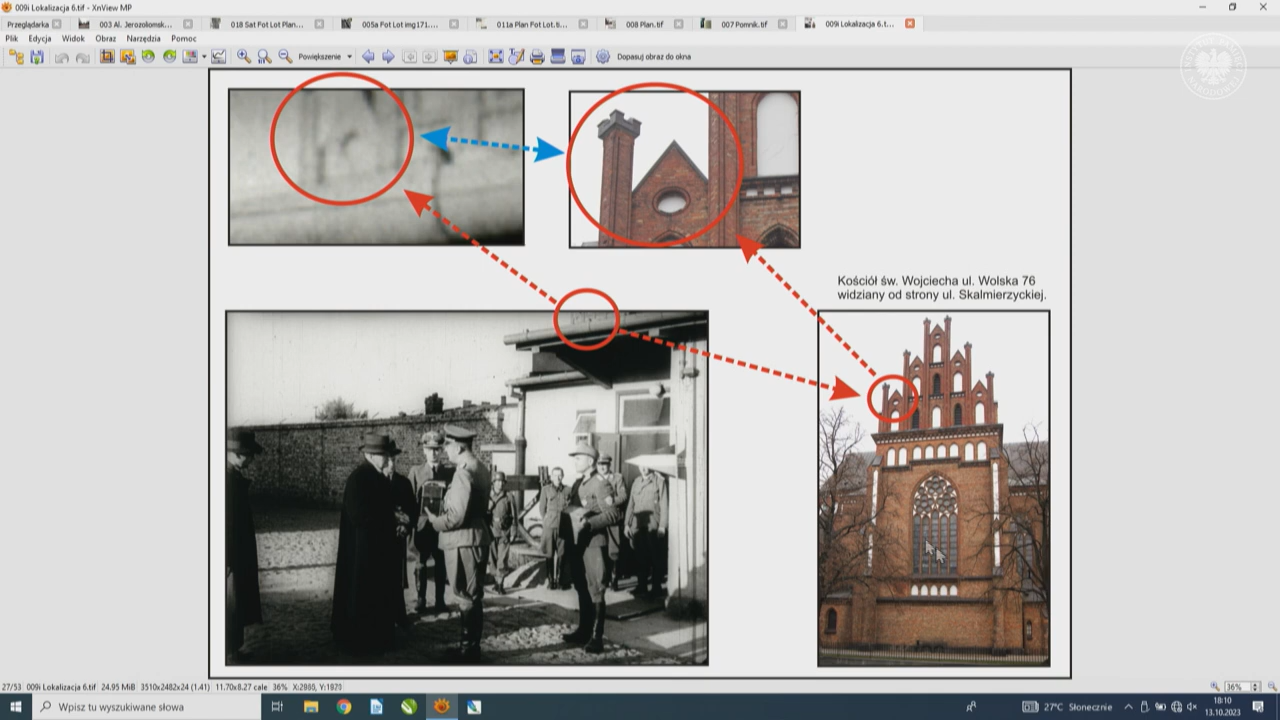 009i Lokalizacja 6.tif - XnView MP
Przeglądarka
003 Al. Jerozolimsk...
018 Sat Fot Lot Plan...
005a Fot Lot img171....
011a Plan Fot Lot.ti...
008 Plan.tif
007 Pomnik.tif
009i Lokalizacja 6.t...
Plik Edycja Widok Obraz Narzędzia Pomoc
Powiększenie
Dopasuj obraz do okna
Kościół św. Wojciecha ul. Wolska 76
widziany od strony ul. Skalmierzyckiej.
27/53 009i Lokalizacja 6.tif 24.95 MiB 3510x2482x24 (1.41) 11.70x8.27 cale 36%
36%
Wpisz tu wyszukiwane słowa
27°C Słonecznie
18:10
13.10.2023